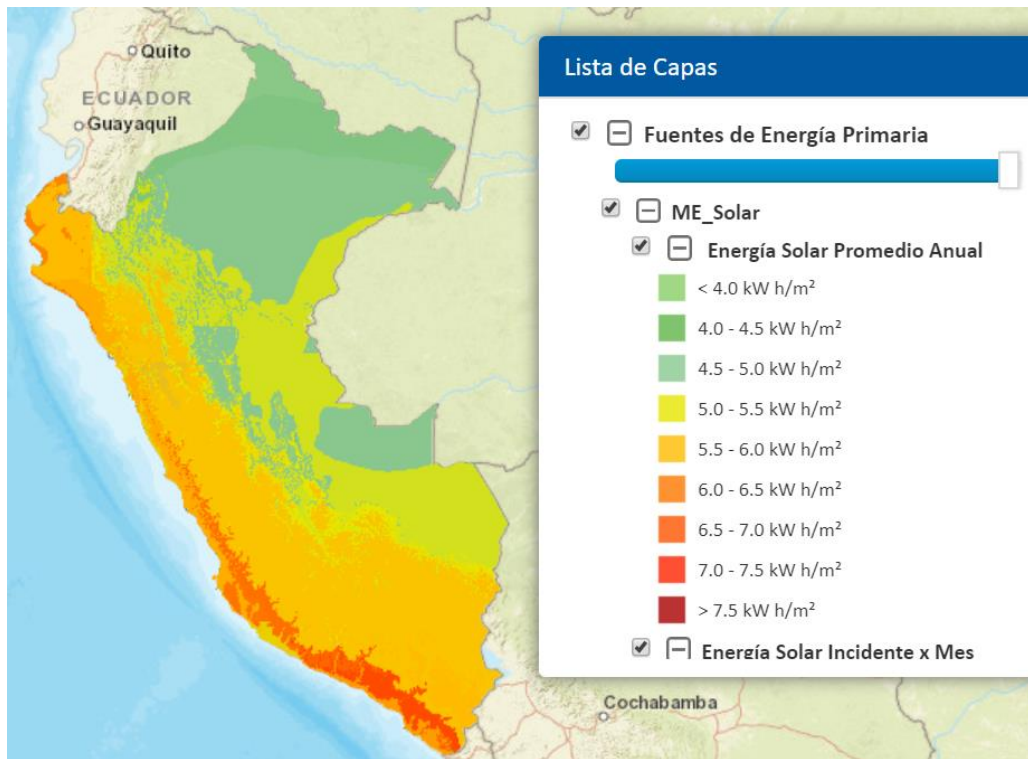 Quito
ECUADOR
Guayaquil
Cochabamba
Lista de Capas
Fuentes de Energía Primaria
ME_Solar
Energía Solar Promedio Anual
< 4.0 kW h/m²
4.0 - 4.5 kW h/m²
4.5 - 5.0 kW h/m²
5.0 - 5.5 kW h/m²
5.5 - 6.0 kW h/m²
6.0 - 6.5 kW h/m²
6.5 - 7.0 kW h/m²
7.0 - 7.5 kW h/m²
> 7.5 kW h/m²
Energía Solar Incidente x Mes